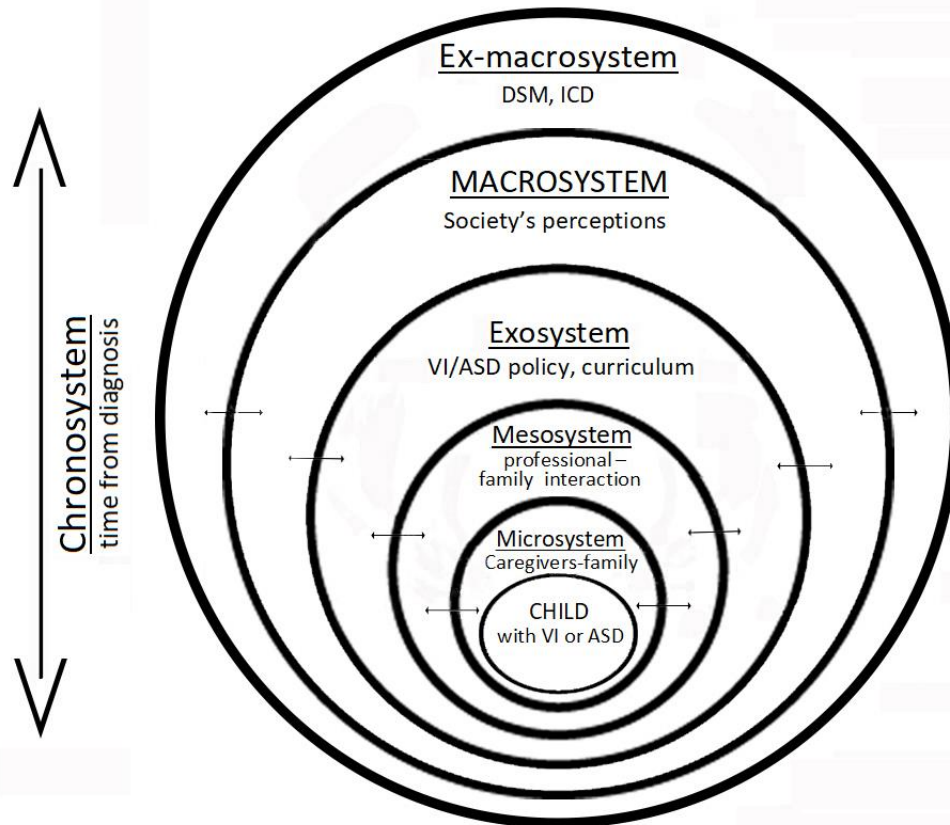 Ex-macrosystem
DSM, ICD
MACROSYSTEM
Society’s perceptions
Exosystem
VI/ASD policy, curriculum
Mesosystem
professional –
family interaction
Microsystem
Caregivers-family
CHILD
with VI or ASD
Chronosystem
time from diagnosis